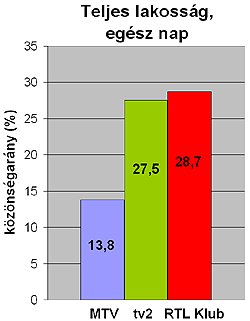 Teljes lakosság,
egész nap
közönségarány (%)
35
30
25
20
15
10
5
0
13,8
27,5
28,7
MTV tv2 RTL Klub